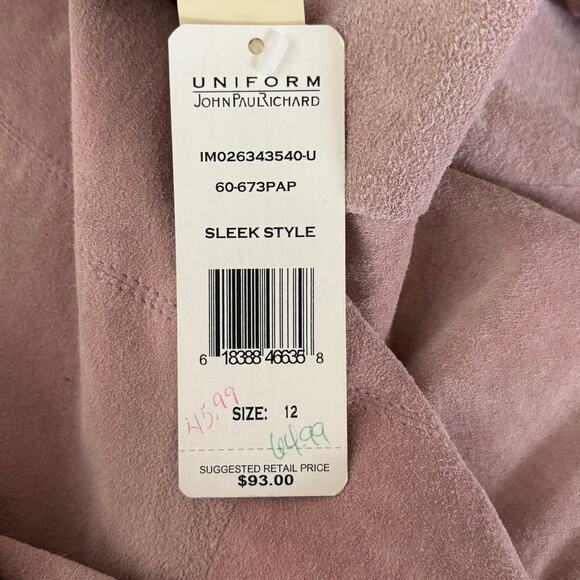 UNIFORM
JOHNPAULRICHARD
IM026343540-U
60-673PAP
SLEEK STYLE
6 18388 46635 8
45.99
SIZE: 12
64.99
SUGGESTED RETAIL PRICE
$93.00